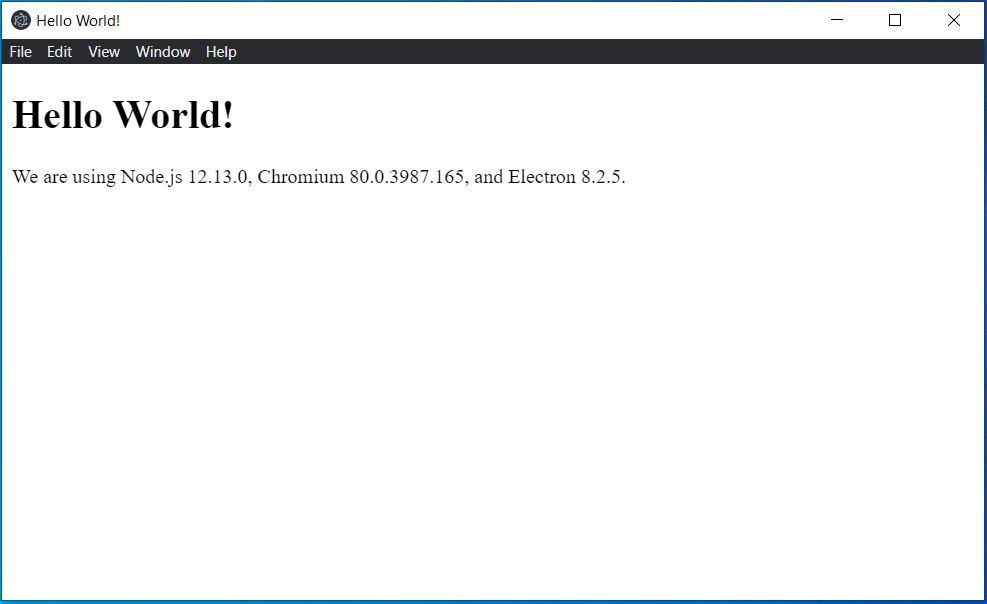 Hello World!
File Edit View Window Help
Hello World!
We are using Node.js 12.13.0, Chromium 80.0.3987.165, and Electron 8.2.5.